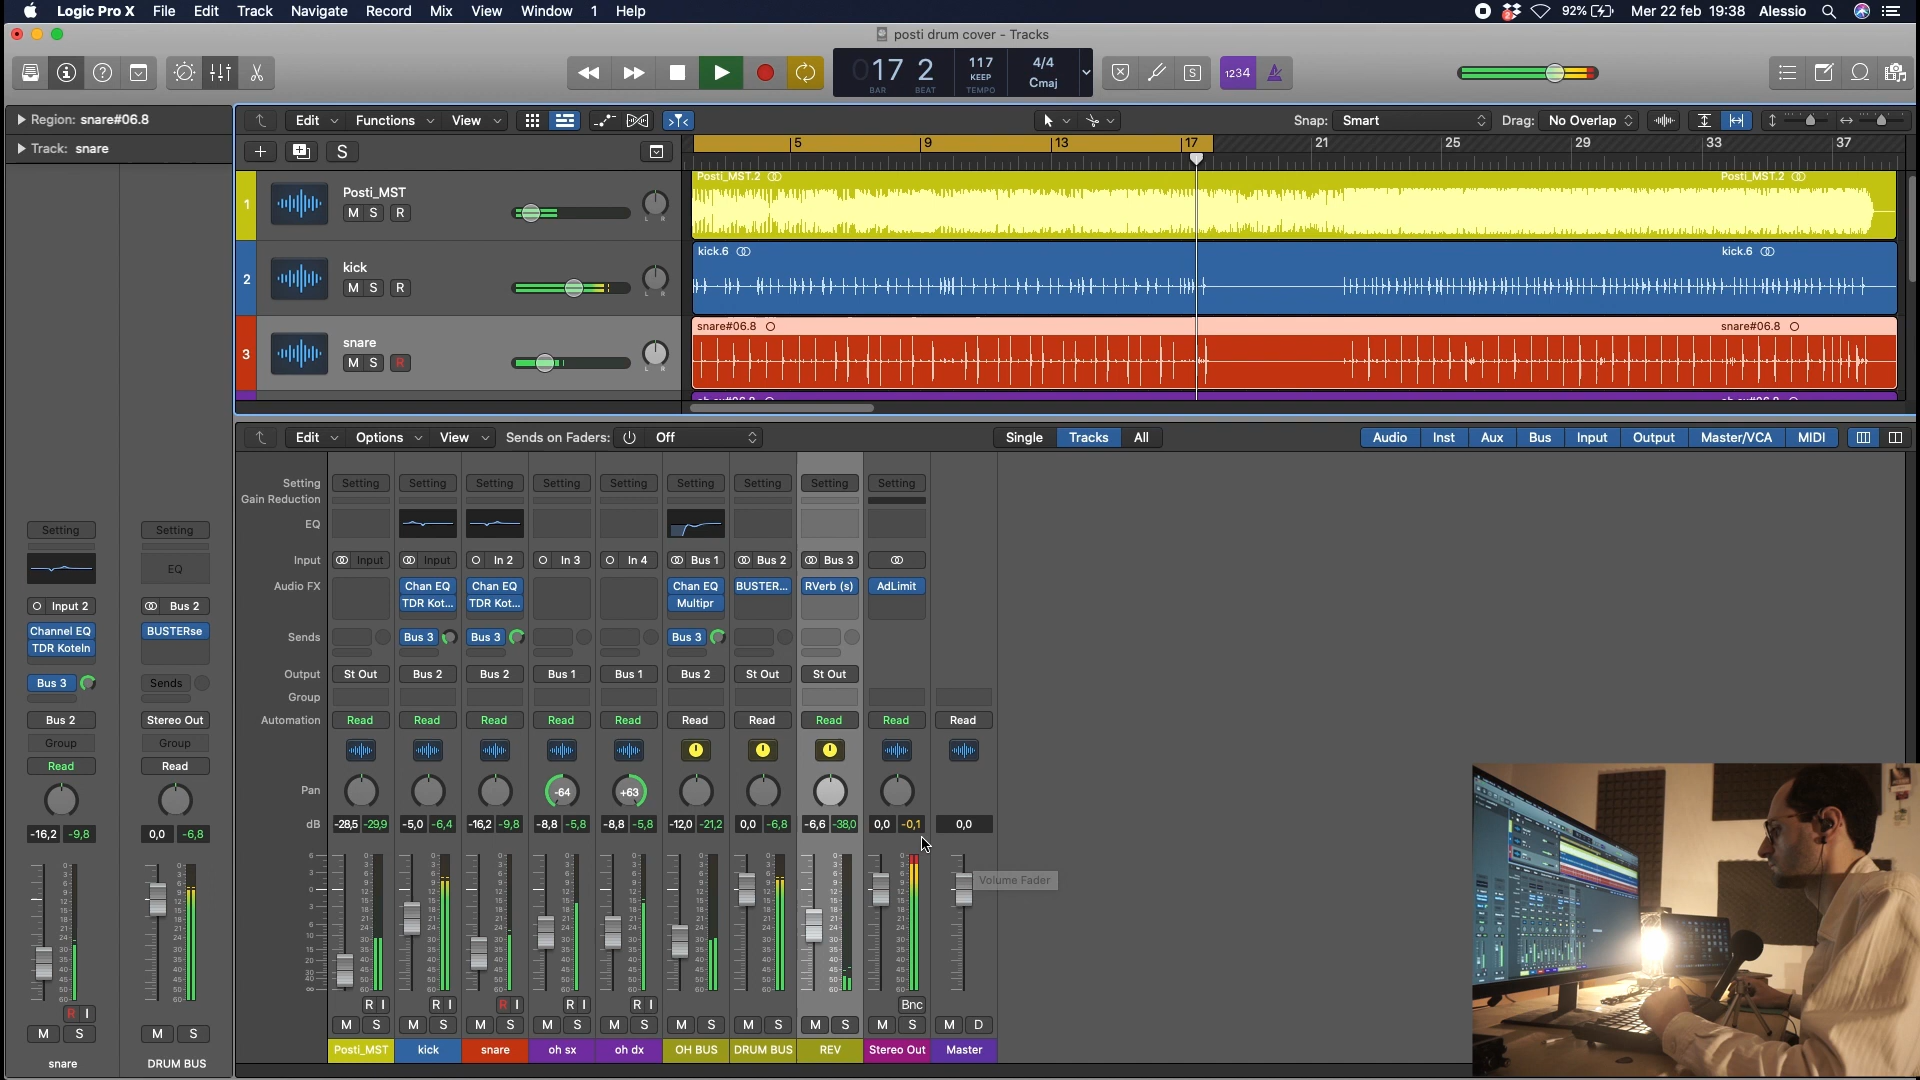 Logic Pro X File Edit Track Navigate Record Mix View Window 1 Help
2 92% Mer 22 feb 19:38 Alessio
posti drum cover - Tracks
017 2 117 4/4
KEEP Cmaj
BAR BEAT TEMPO
S 1234
Region: snare#06.8
Track: snare
Edit Functions View
Snap: Smart Drag: No Overlap
S
5 9 13 17 21 25 29 33 37
1 Posti_MST
M S R
L R
Posti_MST.2 Posti_MST.2
2 kick
M S R
L R
kick.6 kick.6
3 snare
M S R
L R
snare#06.8 snare#06.8
Edit Options View Sends on Faders: Off
Single Tracks All
Audio Inst Aux Bus Input Output Master/VCA MIDI
Setting Setting Setting Setting Setting Setting Setting Setting Setting Setting
Gain Reduction
EQ
Input Input Input In 2 In 3 In 4 Bus 1 Bus 2 Bus 3
Audio FX Chan EQ Chan EQ Chan EQ BUSTER... RVerb (s) AdLimit
TDR Kot... TDR Kot... Multipr
Sends Bus 3 Bus 3 Bus 3
Output St Out Bus 2 Bus 2 Bus 1 Bus 1 Bus 2 St Out St Out
Group
Automation Read Read Read Read Read Read Read Read Read Read
Pan -64 +63
dB -28,5 -29,9 -5,0 -6,4 -16,2 -9,8 -8,8 -5,8 -8,8 -5,8 -12,0 -21,2 0,0 -6,8 -6,6 -38,0 0,0 -0,1 0,0
Volume Fader
R I R I R I R I R I Bnc
M S M S M S M S M S M S M S M S M S M D
Posti_MST kick snare oh sx oh dx OH BUS DRUM BUS REV Stereo Out Master
Setting Setting
EQ
Input 2 Bus 2
Channel EQ BUSTERse
TDR Koteln
Bus 3 Sends
Bus 2 Stereo Out
Group Group
Read Read
-16,2 -9,8 0,0 -6,8
R I
M S M S
snare DRUM BUS